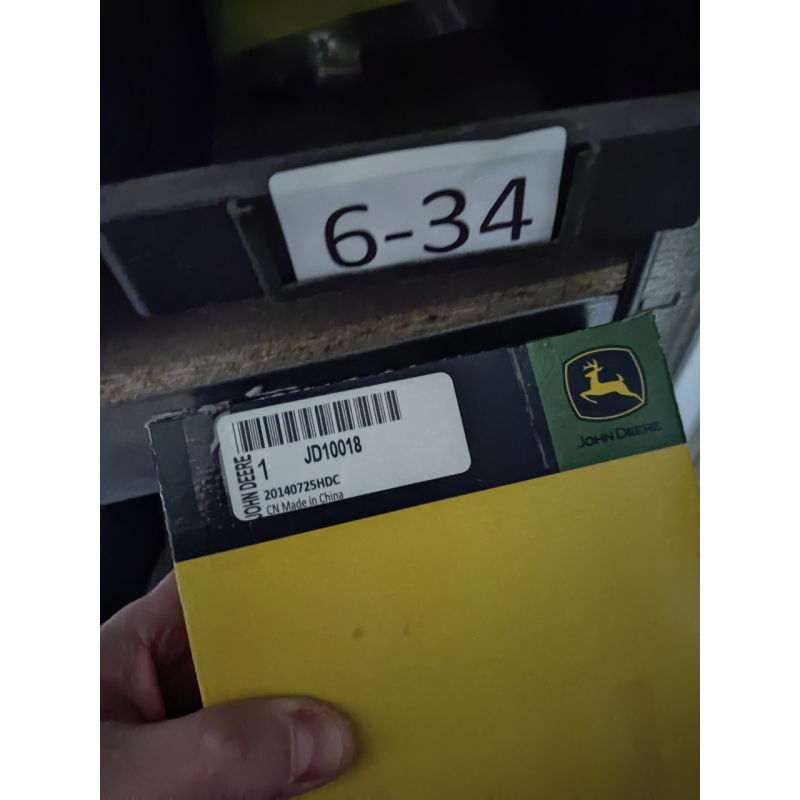 6-34
JOHN DEERE
JOHN DEERE
1
JD10018
20140725HDC
CN Made in China